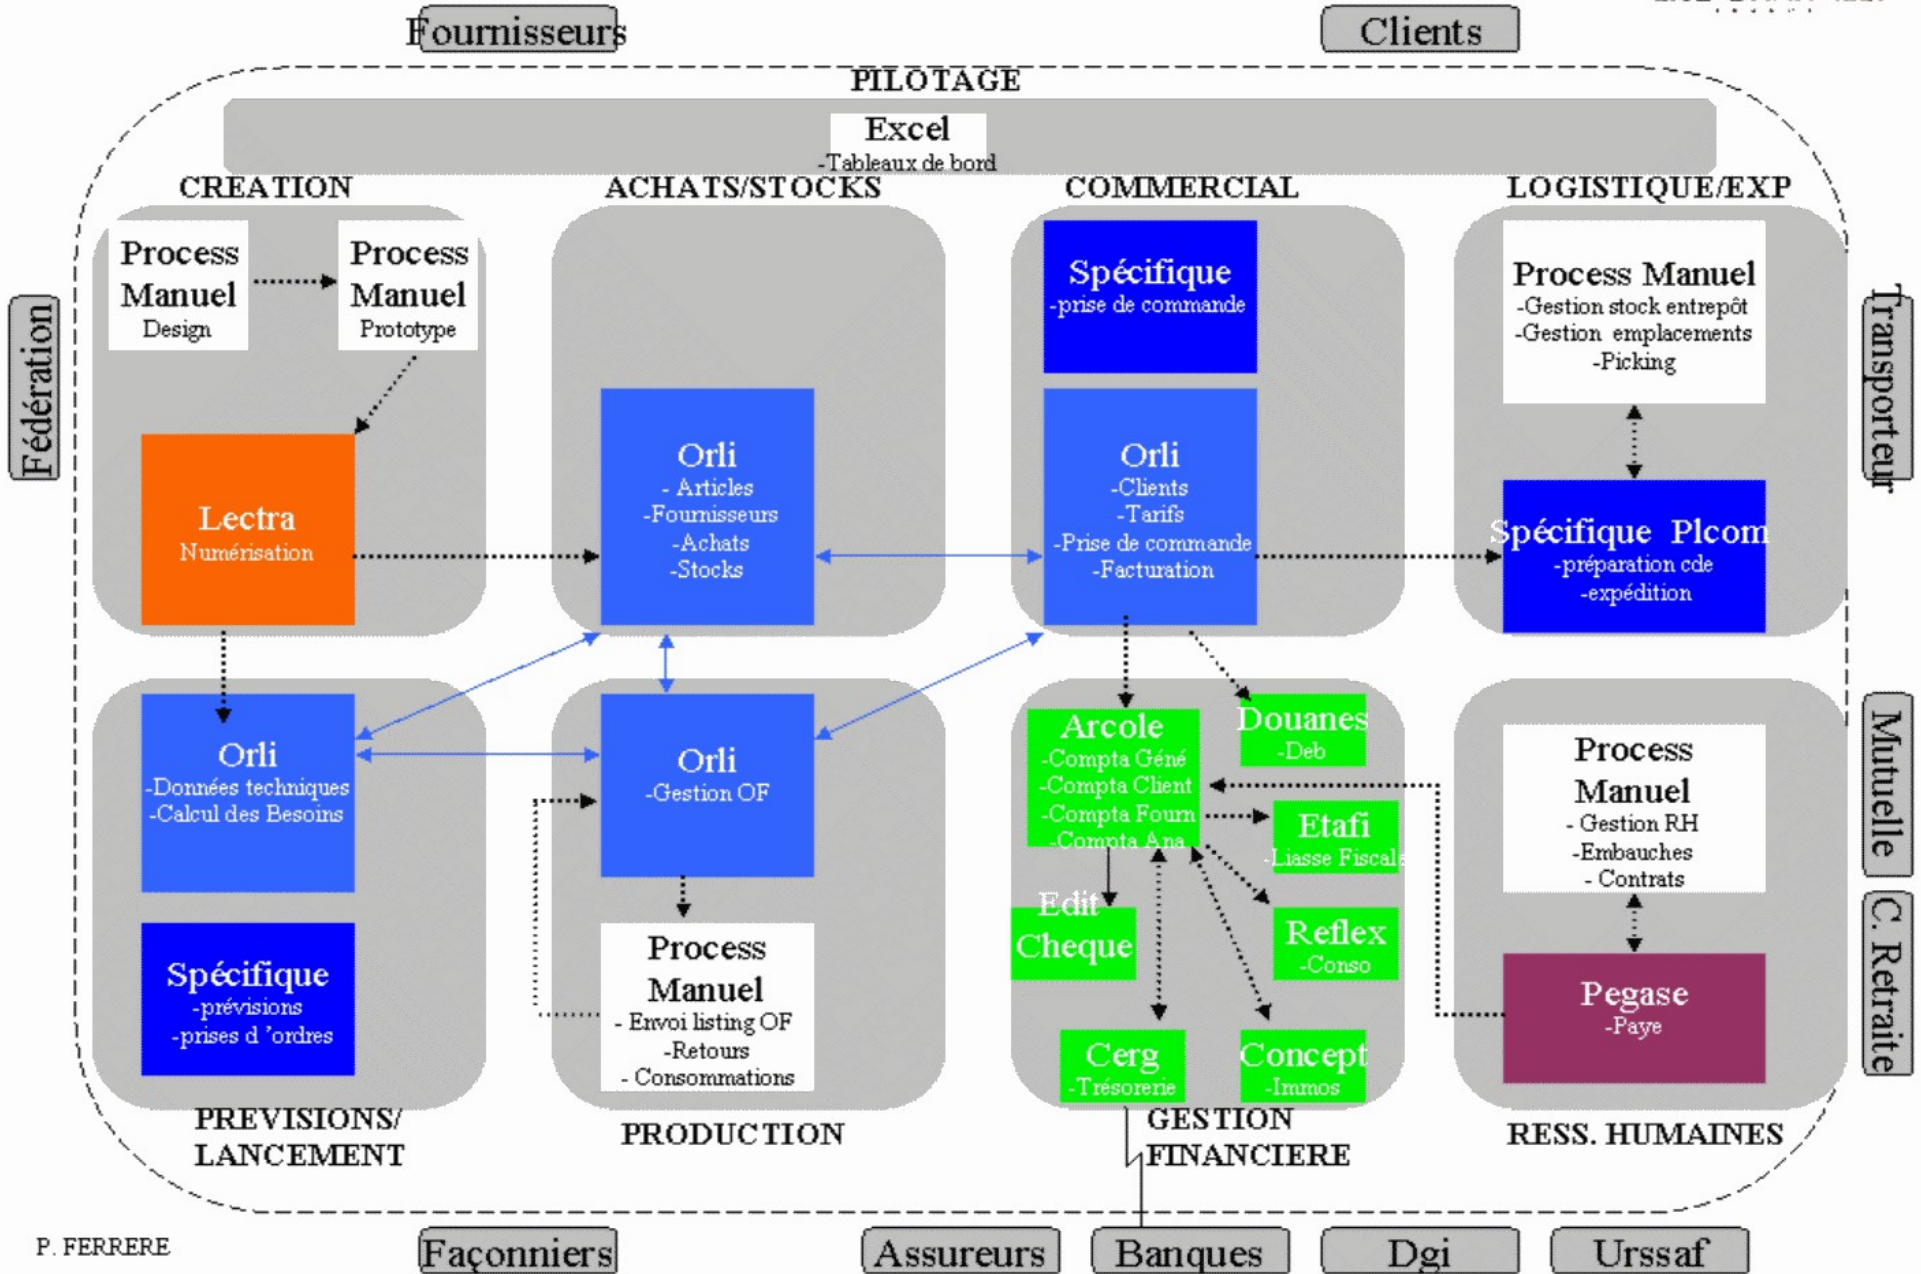 Fournisseurs
Clients
PILOTAGE
Excel
-Tableaux de bord
CREATION
ACHATS/STOCKS
COMMERCIAL
LOGISTIQUE/EXP
Process
Manuel
Design
Process
Manuel
Prototype
Lectra
Numérisation
Orli
- Articles
-Fournisseurs
-Achats
-Stocks
Spécifique
-prise de commande
Orli
-Clients
-Tarifs
-Prise de commande
-Facturation
Process Manuel
-Gestion stock entrepôt
-Gestion emplacements
-Picking
Spécifique Plcom
-préparation cde
-expédition
Fédération
Transporteur
Orli
-Données techniques
-Calcul des Besoins
Spécifique
-prévisions
-prises d 'ordres
PREVISIONS/
LANCEMENT
Orli
-Gestion OF
Process
Manuel
- Envoi listing OF
-Retours
- Consommations
PRODUCTION
Arcole
-Compta Géné
-Compta Client
-Compta Fourn
-Compta Ana
Douanes
-Deb
Etafi
-Liasse Fiscale
Edit
Cheque
Reflex
-Conso
Cerg
-Trésorerie
Concept
-Immos
GESTION
FINANCIERE
Process
Manuel
- Gestion RH
-Embauches
- Contrats
Pegase
-Paye
RESS. HUMAINES
Mutuelle
C. Retraite
P. FERRERE
Façonniers
Assureurs
Banques
Dgi
Urssaf